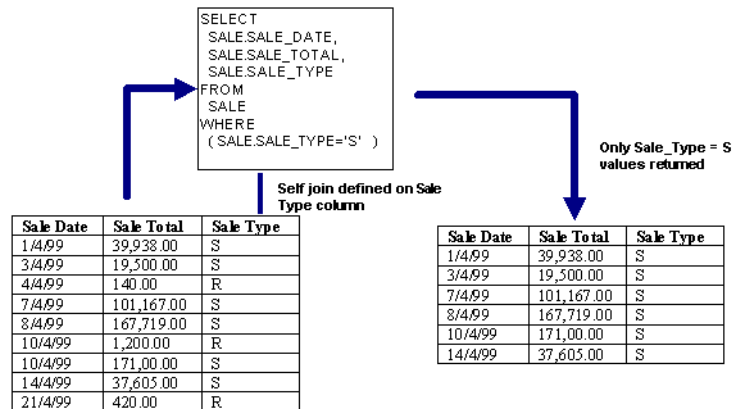 SELECT
SALE.SALE_DATE,
SALE.SALE_TOTAL,
SALE.SALE_TYPE
FROM
SALE
WHERE
( SALE.SALE_TYPE='S' )
Only Sale_Type = S
values returned
Self join defined on Sale
Type column
Sale Date Sale Total Sale Type
1/4/99 39,938.00 S
3/4/99 19,500.00 S
4/4/99 140.00 R
7/4/99 101,167.00 S
8/4/99 167,719.00 S
10/4/99 1,200.00 R
10/4/99 171,00.00 S
14/4/99 37,605.00 S
21/4/99 420.00 R
Sale Date Sale Total Sale Type
1/4/99 39,938.00 S
3/4/99 19,500.00 S
7/4/99 101,167.00 S
8/4/99 167,719.00 S
10/4/99 171,00.00 S
14/4/99 37,605.00 S